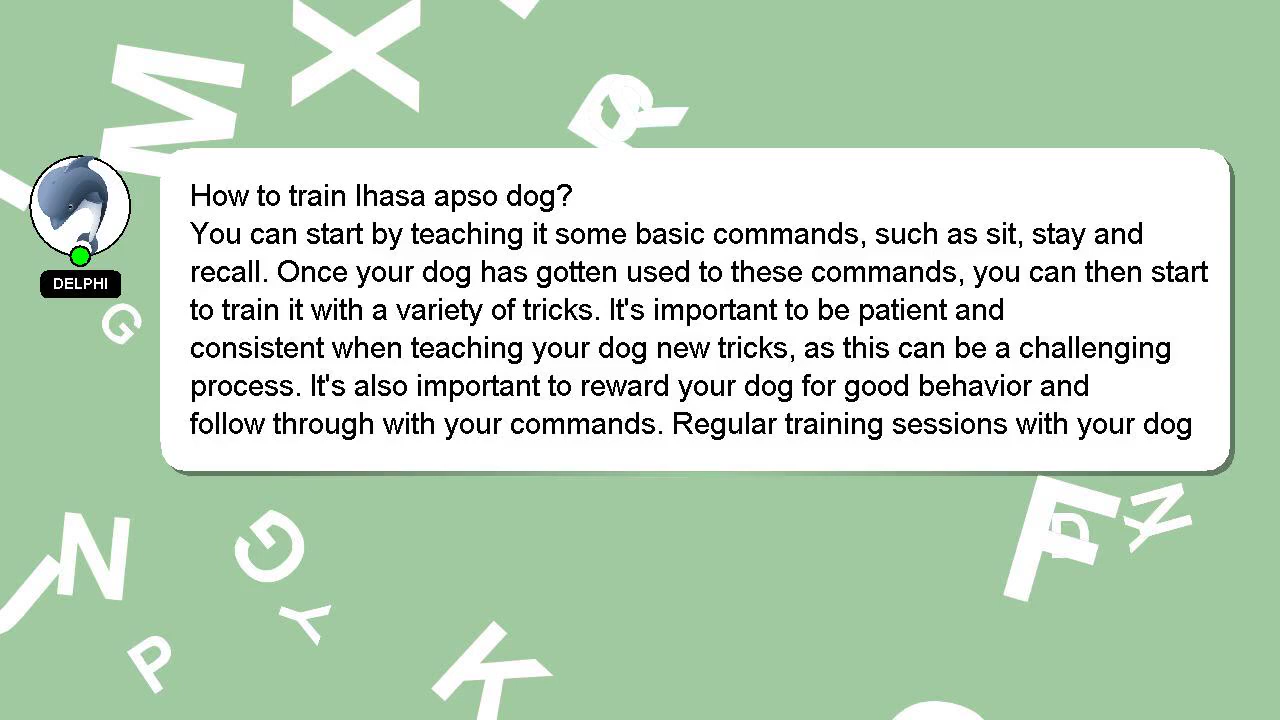 M
X
R
How to train lhasa apso dog?
You can start by teaching it some basic commands, such as sit, stay and
recall. Once your dog has gotten used to these commands, you can then start
to train it with a variety of tricks. It's important to be patient and
consistent when teaching your dog new tricks, as this can be a challenging
process. It's also important to reward your dog for good behavior and
follow through with your commands. Regular training sessions with your dog
DELPHI
G
N
G
Y
P
K
F
D
Z
Y